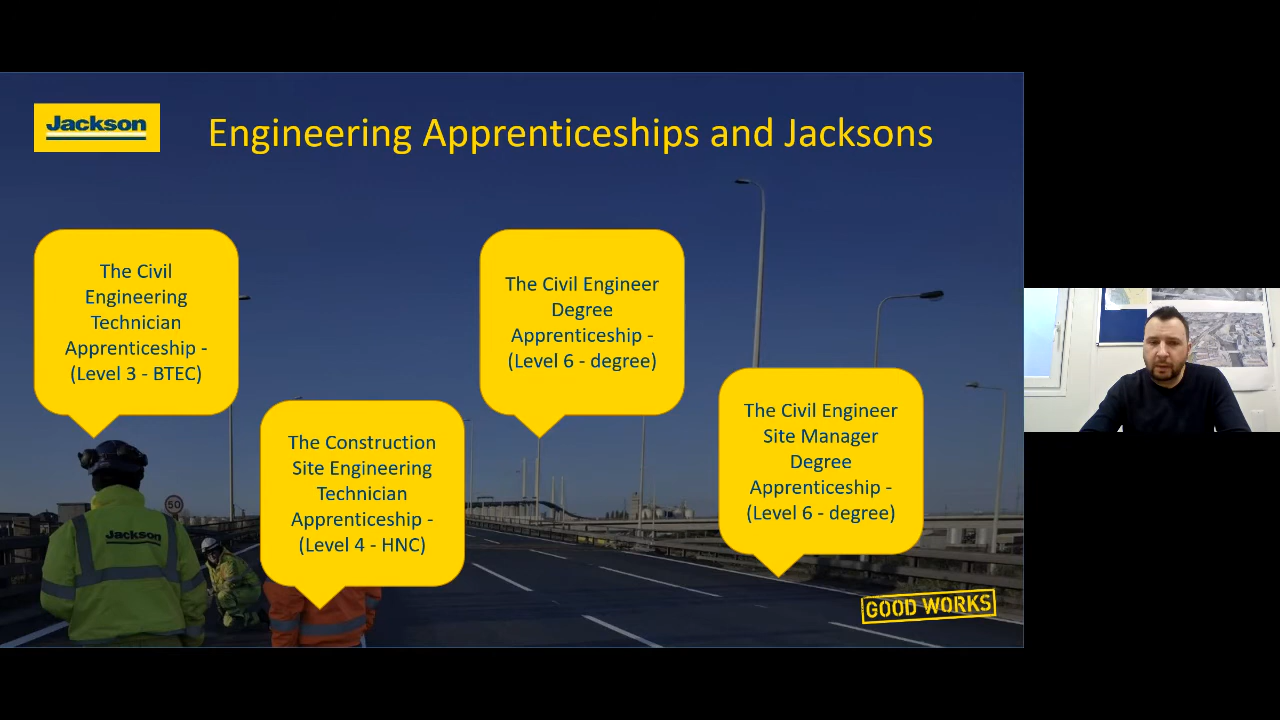 Jackson
Engineering Apprenticeships and Jacksons
The Civil
Engineering
Technician
Apprenticeship -
(Level 3 - BTEC)
The Construction
Site Engineering
Technician
Apprenticeship -
(Level 4 - HNC)
The Civil Engineer
Degree
Apprenticeship -
(Level 6 - degree)
The Civil Engineer
Site Manager
Degree
Apprenticeship -
(Level 6 - degree)
50
Jackson
GOOD WORKS